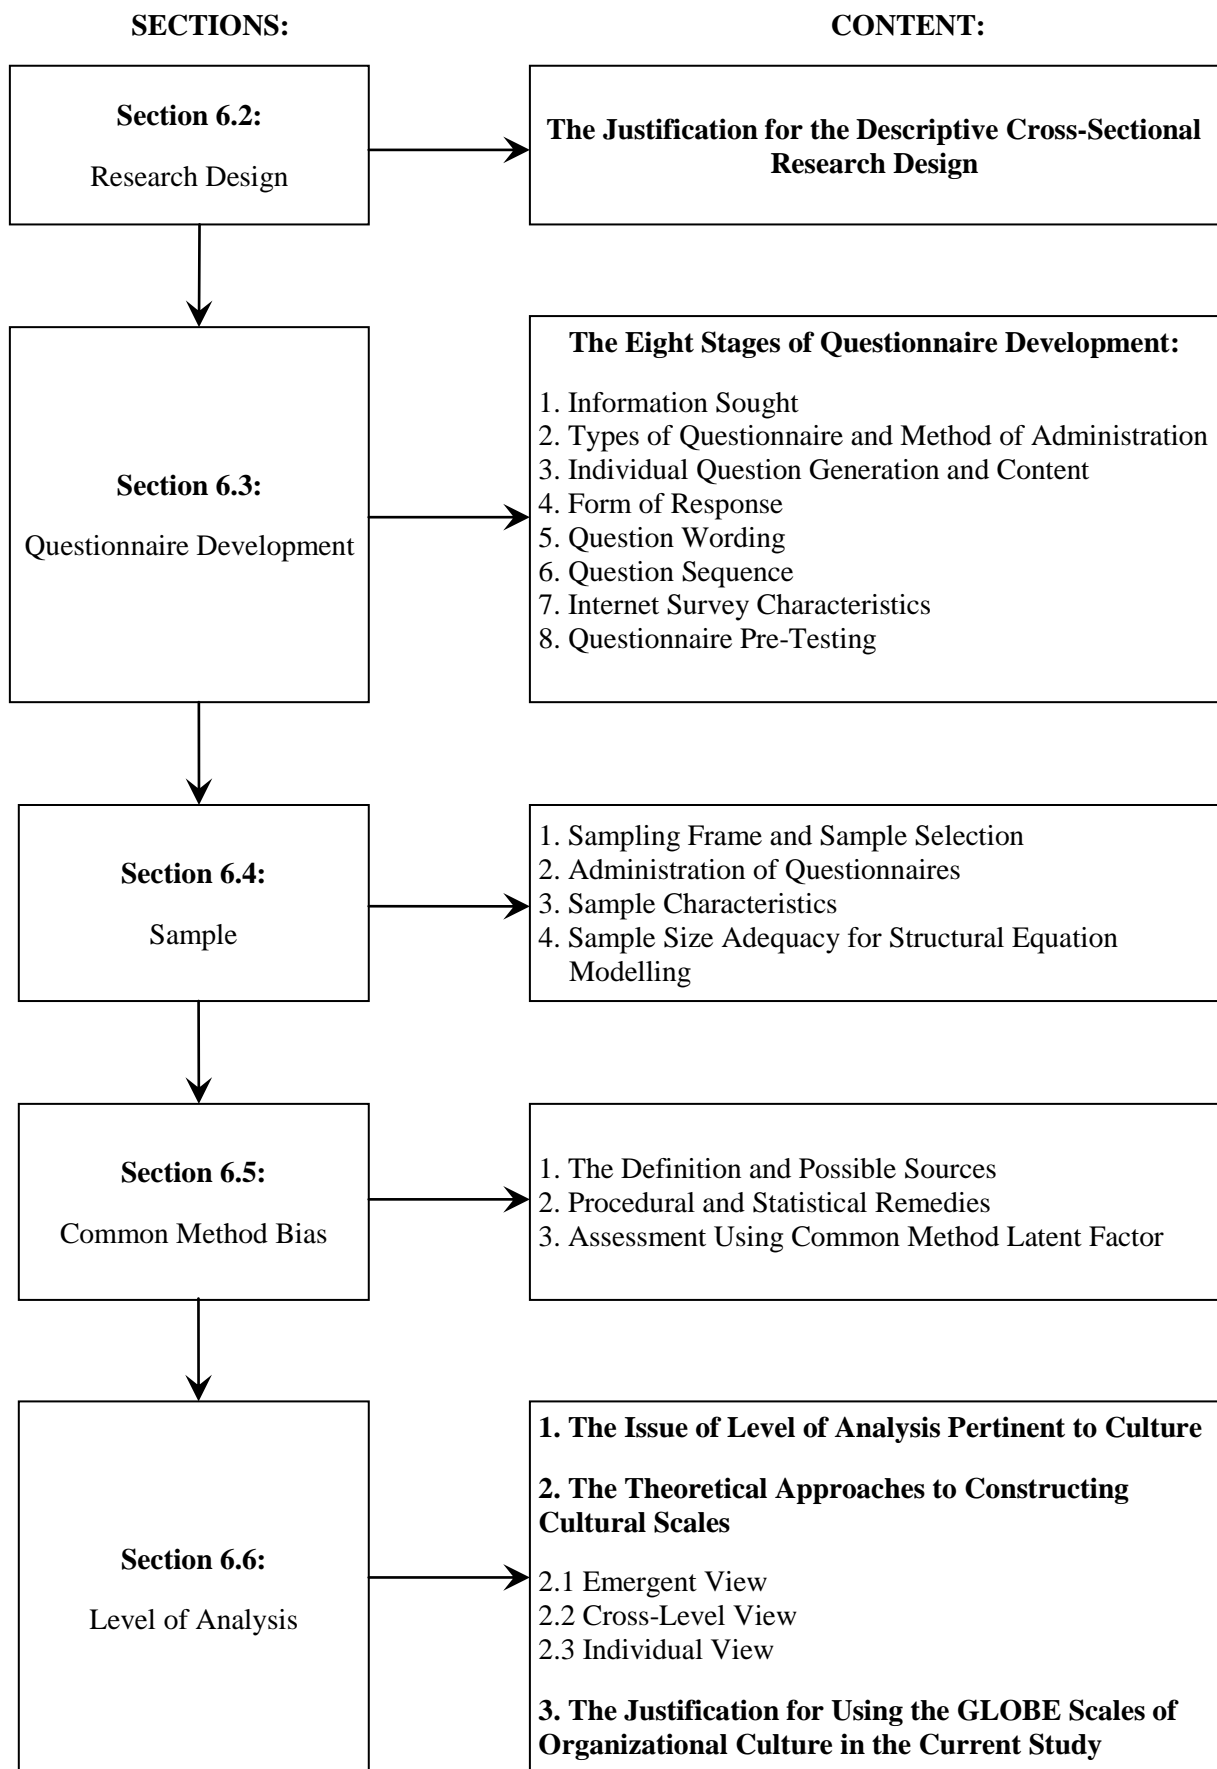 SECTIONS:
CONTENT:
Section 6.2:
Research Design
The Justification for the Descriptive Cross-Sectional
Research Design
Section 6.3:
Questionnaire Development
The Eight Stages of Questionnaire Development:
1. Information Sought
2. Types of Questionnaire and Method of Administration
3. Individual Question Generation and Content
4. Form of Response
5. Question Wording
6. Question Sequence
7. Internet Survey Characteristics
8. Questionnaire Pre-Testing
Section 6.4:
Sample
1. Sampling Frame and Sample Selection
2. Administration of Questionnaires
3. Sample Characteristics
4. Sample Size Adequacy for Structural Equation
Modelling
Section 6.5:
Common Method Bias
1. The Definition and Possible Sources
2. Procedural and Statistical Remedies
3. Assessment Using Common Method Latent Factor
Section 6.6:
Level of Analysis
1. The Issue of Level of Analysis Pertinent to Culture
2. The Theoretical Approaches to Constructing
Cultural Scales
2.1 Emergent View
2.2 Cross-Level View
2.3 Individual View
3. The Justification for Using the GLOBE Scales of
Organizational Culture in the Current Study